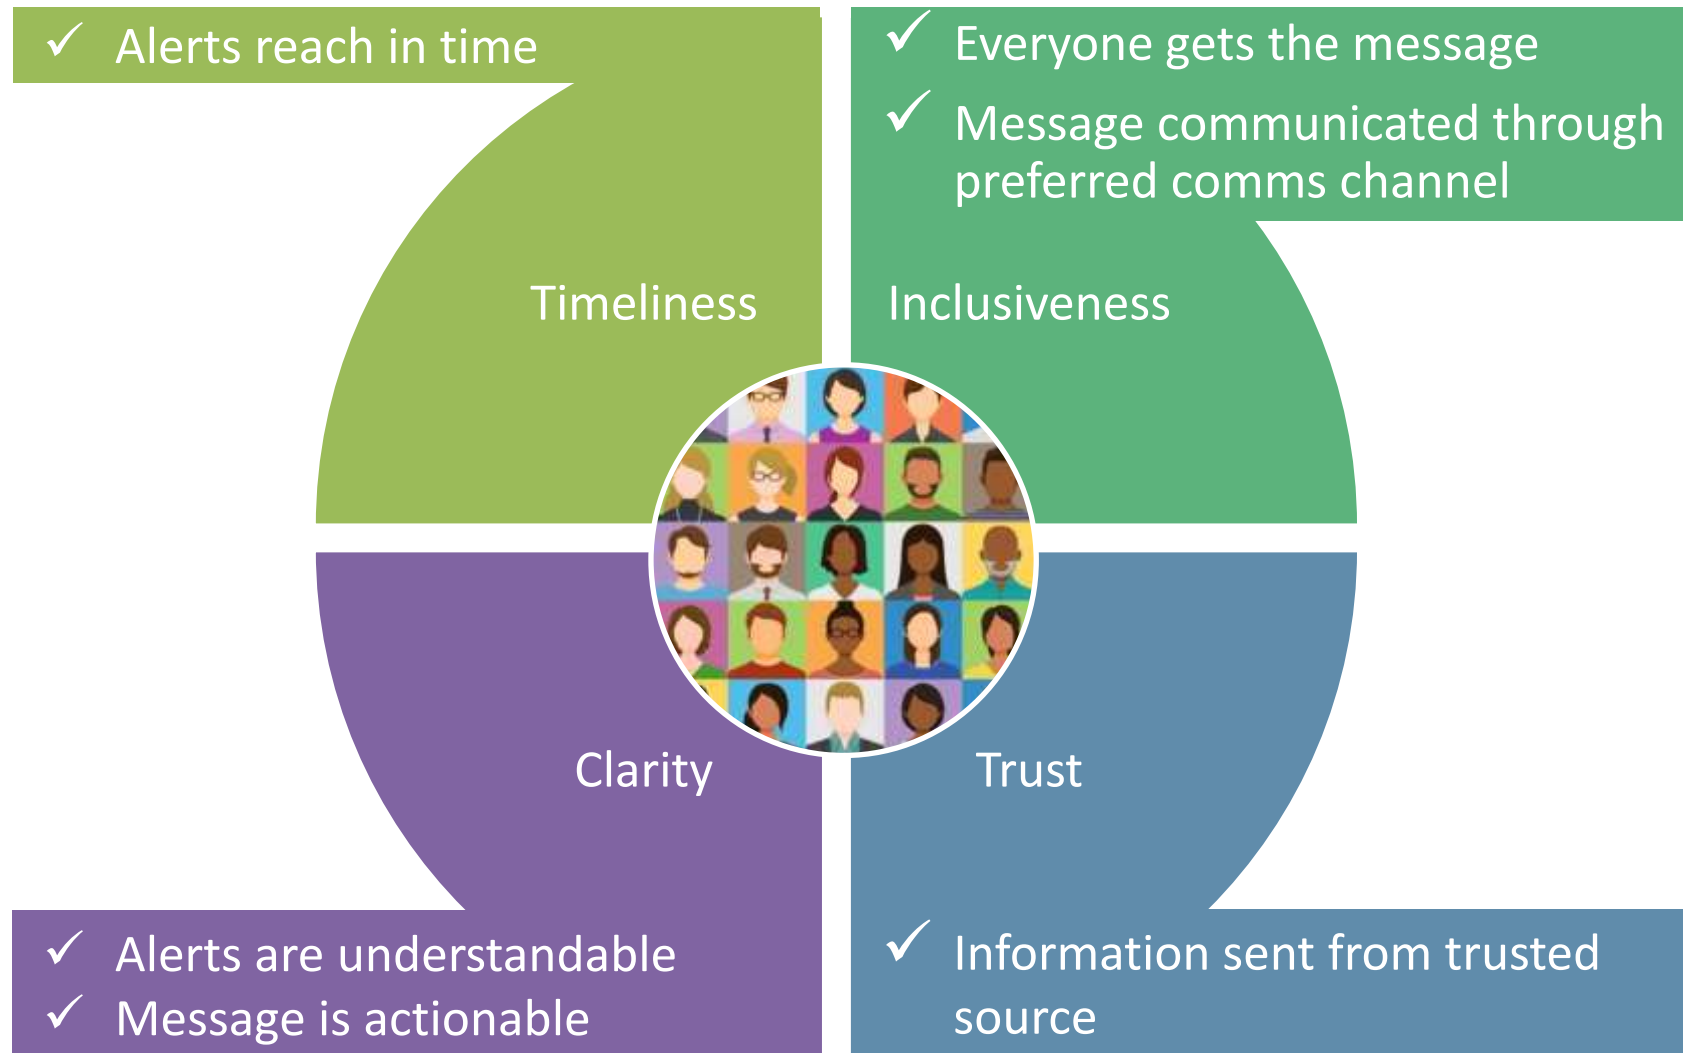 ✓ Alerts reach in time
✓ Everyone gets the message
✓ Message communicated through
preferred comms channel
Timeliness
Inclusiveness
Clarity
Trust
✓ Alerts are understandable
✓ Message is actionable
✓ Information sent from trusted
source